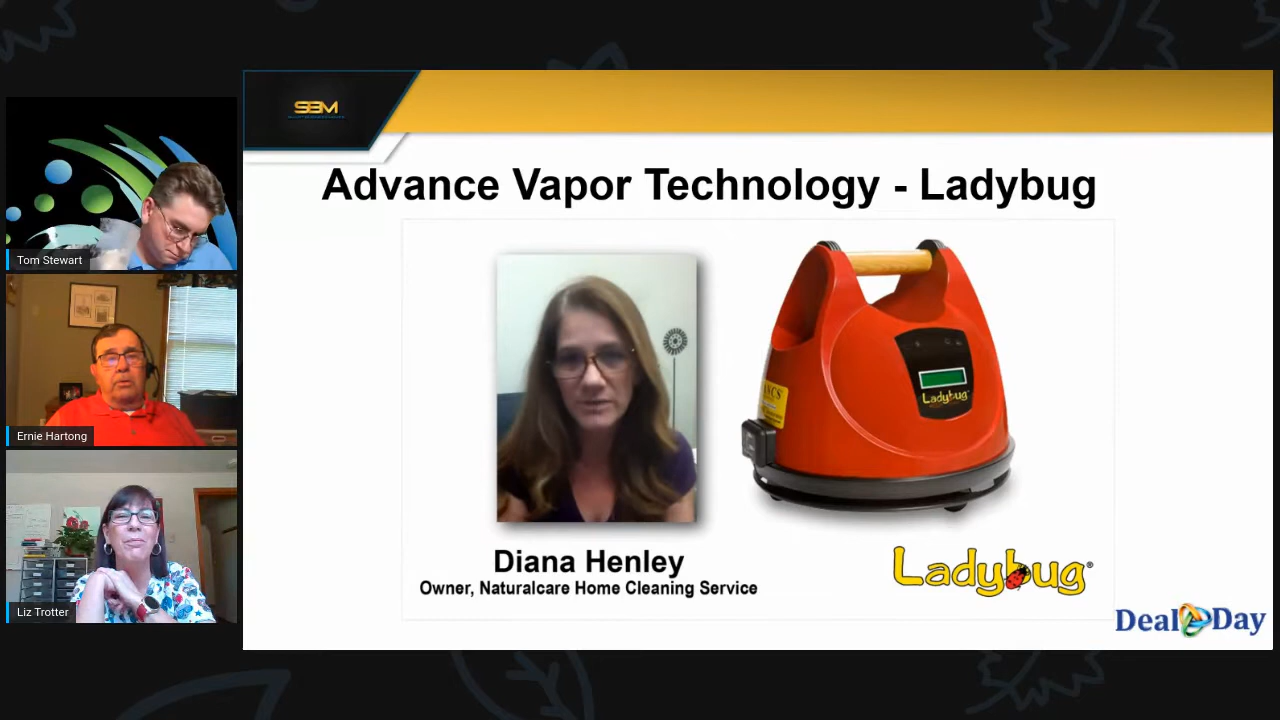 SBM
Advance Vapor Technology - Ladybug
Tom Stewart
Ernie Hartong
Liz Trotter
Ladybug
Diana Henley
Owner, Naturalcare Home Cleaning Service
Ladybug®
Deal Day